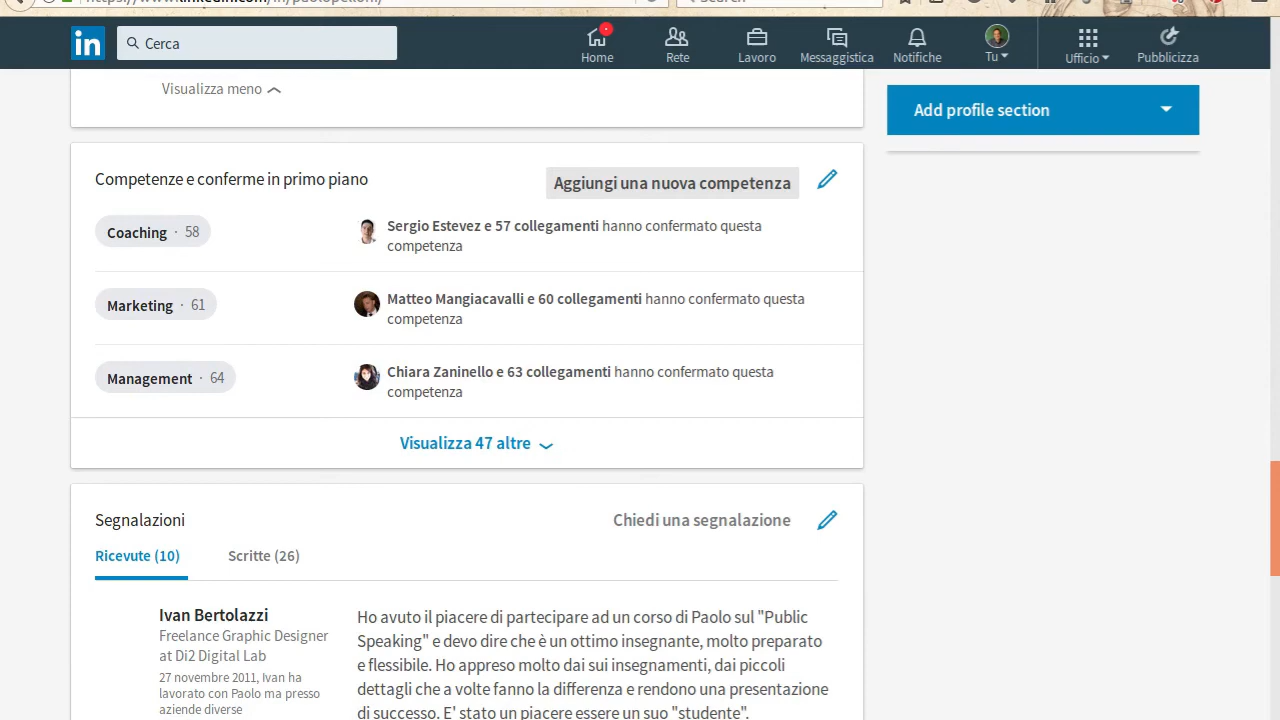 in
Cerca
Home
Rete
Lavoro
Messaggistica
Notifiche
Tu
Ufficio
Pubblicizza
Visualizza meno
Add profile section
Competenze e conferme in primo piano
Aggiungi una nuova competenza
Coaching · 58
Sergio Estevez e 57 collegamenti hanno confermato questa
competenza
Marketing · 61
Matteo Mangiacavalli e 60 collegamenti hanno confermato questa
competenza
Management · 64
Chiara Zaninello e 63 collegamenti hanno confermato questa
competenza
Visualizza 47 altre
Segnalazioni
Chiedi una segnalazione
Ricevute (10)
Scritte (26)
Ivan Bertolazzi
Freelance Graphic Designer
at Di2 Digital Lab
27 novembre 2011, Ivan ha
lavorato con Paolo ma presso
aziende diverse
Ho avuto il piacere di partecipare ad un corso di Paolo sul "Public
Speaking" e devo dire che è un ottimo insegnante, molto preparato
e flessibile. Ho appreso molto dai sui insegnamenti, dai piccoli
dettagli che a volte fanno la differenza e rendono una presentazione
di successo. E' stato un piacere essere un suo "studente".